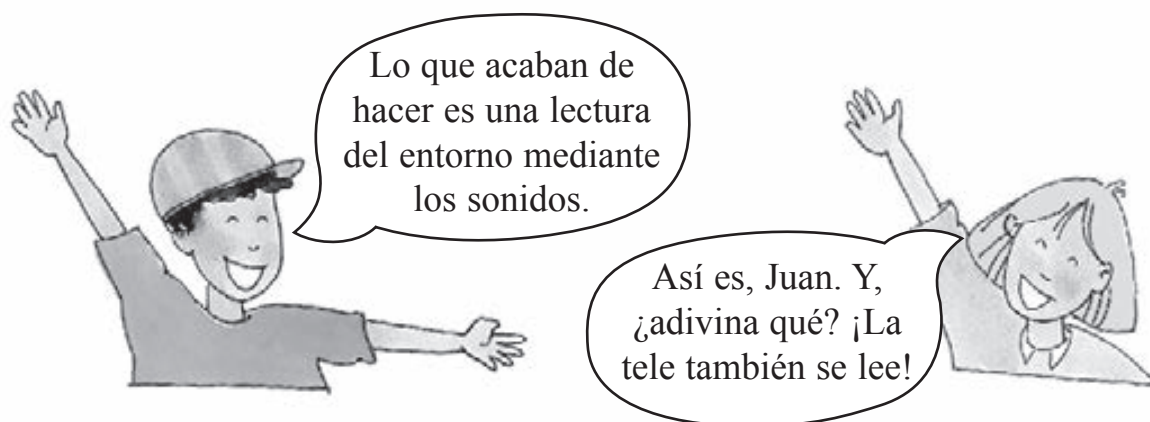 Lo que acaban de
hacer es una lectura
del entorno mediante
los sonidos.
Así es, Juan. Y,
¿adivina qué? ¡La
tele también se lee!